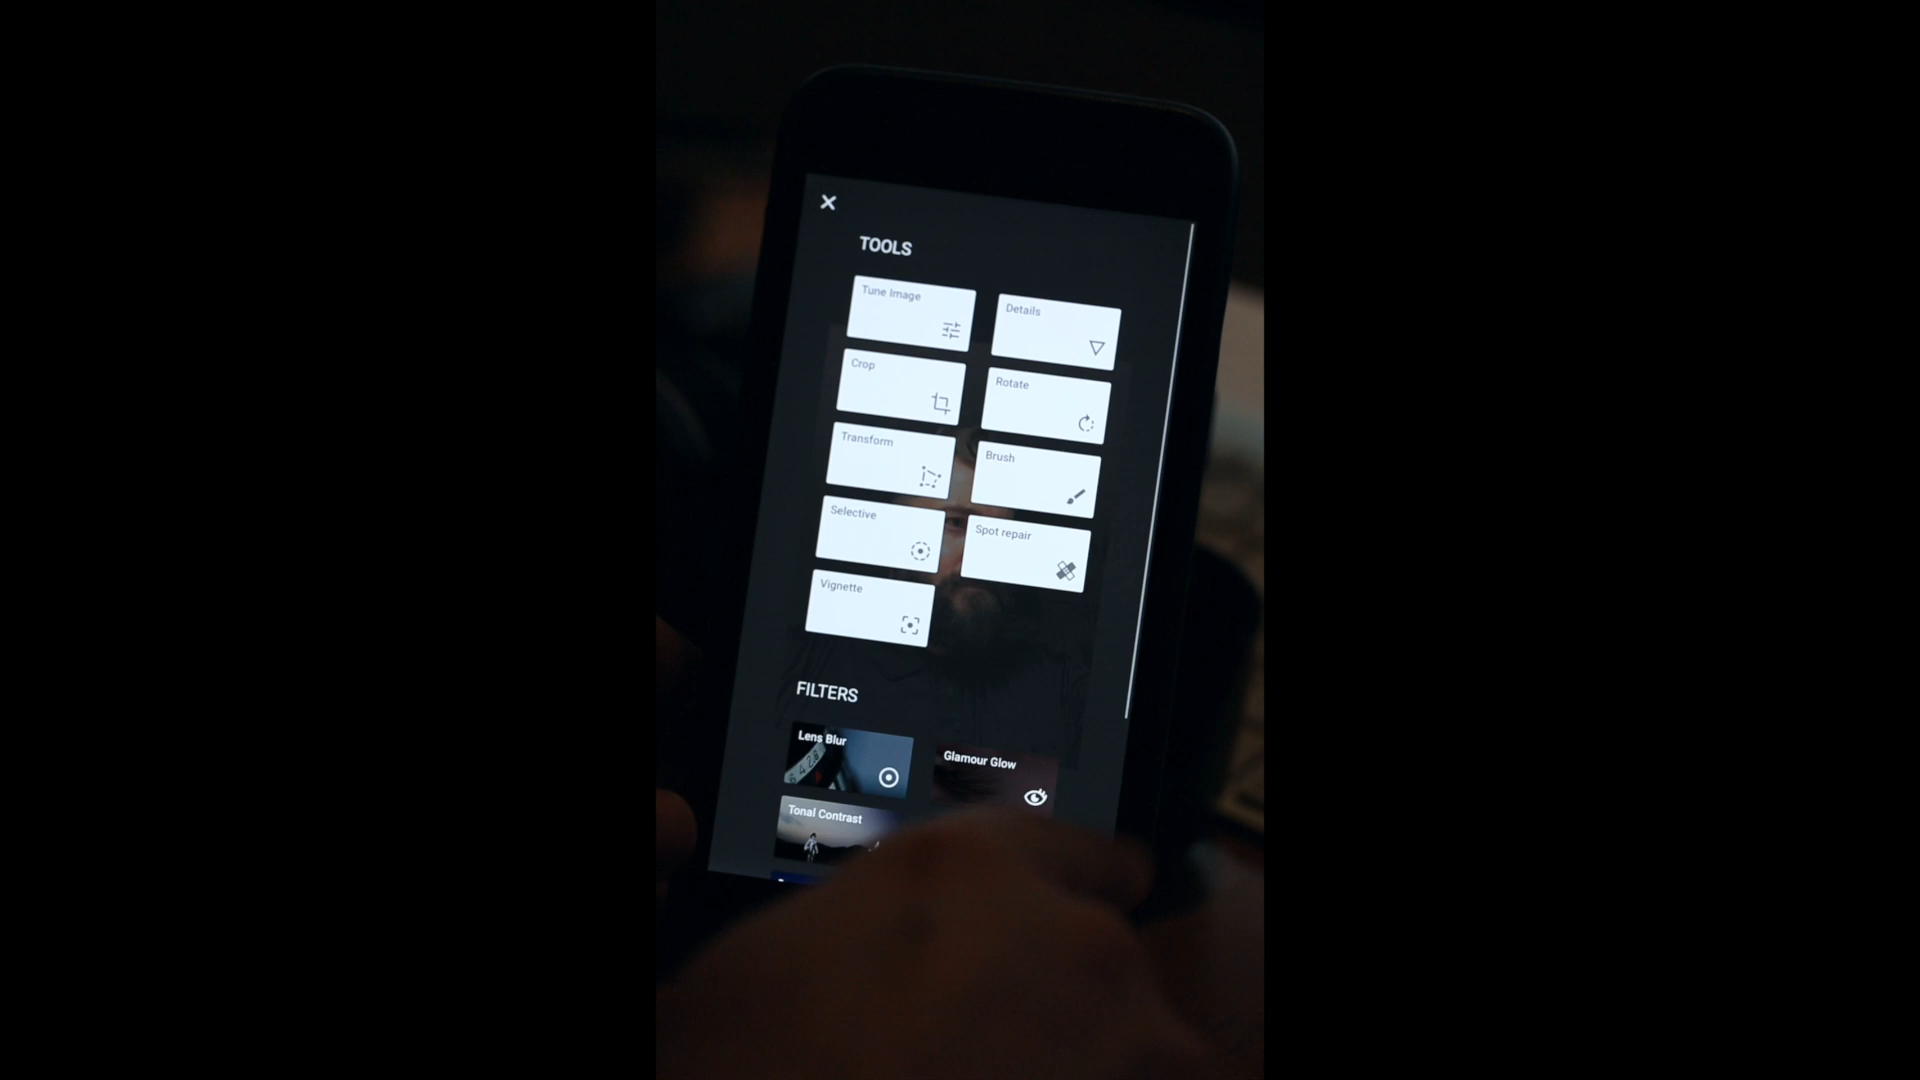 TOOLS
Tune Image
Details
Crop
Rotate
Transform
Brush
Selective
Spot repair
Vignette
FILTERS
Lens Blur
Glamour Glow
Tonal Contrast